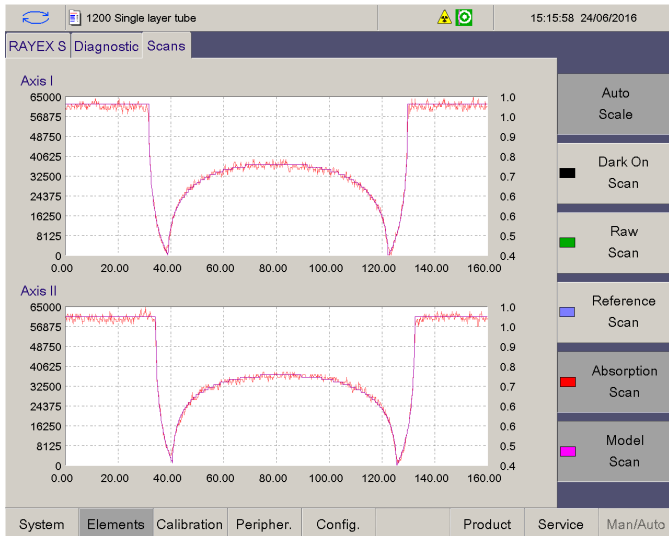 1200 Single layer tube
15:15:58 24/06/2016
RAYEX S Diagnostic Scans
Axis I
65000
56875
48750
40625
32500
24375
16250
8125
0
1.0
1.0
0.9
0.8
0.7
0.6
0.6
0.5
0.4
0.00 20.00 40.00 60.00 80.00 100.00 120.00 140.00 160.00
Axis II
65000
56875
48750
40625
32500
24375
16250
8125
0
1.0
1.0
0.9
0.8
0.7
0.6
0.6
0.5
0.4
0.00 20.00 40.00 60.00 80.00 100.00 120.00 140.00 160.00
Auto
Scale
Dark On
Scan
Raw
Scan
Reference
Scan
Absorption
Scan
Model
Scan
System Elements Calibration Peripher. Config. Product Service Man/Auto